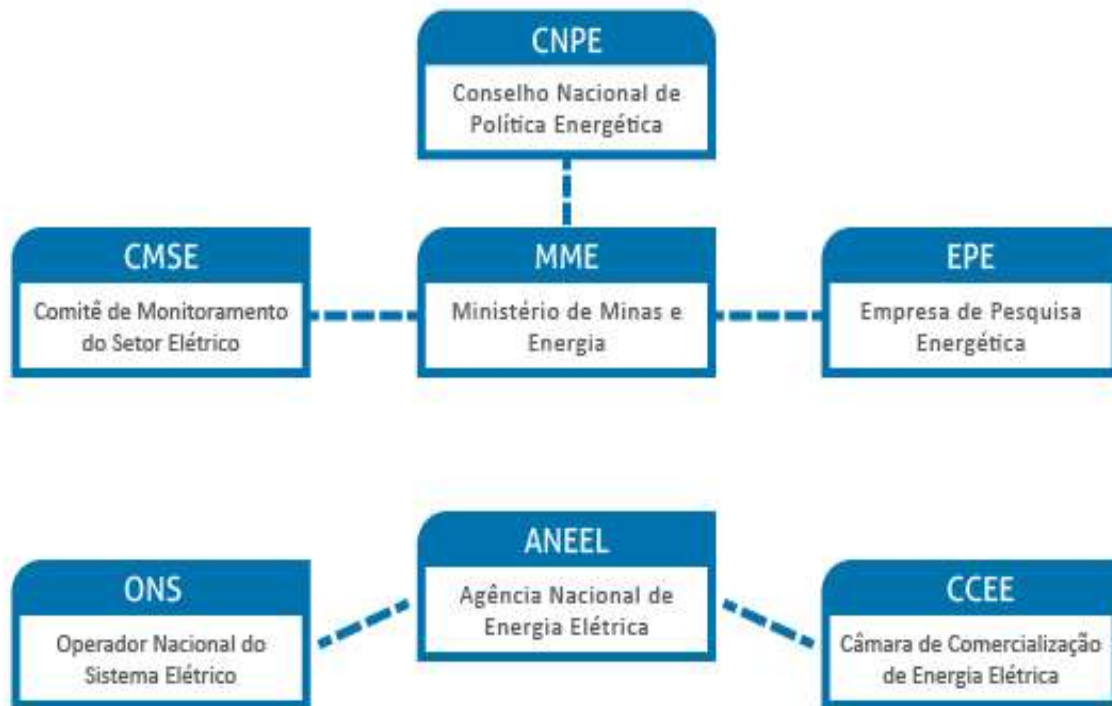 CNPE
Conselho Nacional de
Política Energética
CMSE
Comitê de Monitoramento
do Setor Elétrico
MME
Ministério de Minas e
Energia
EPE
Empresa de Pesquisa
Energética
ONS
Operador Nacional do
Sistema Elétrico
ANEEL
Agência Nacional de
Energia Elétrica
CCEE
Câmara de Comercialização
de Energia Elétrica